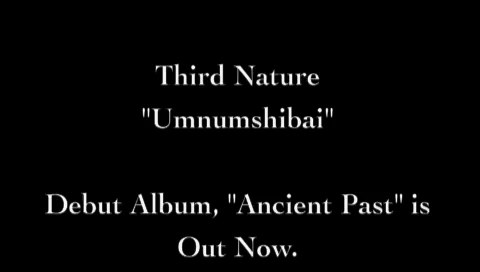 Third Nature
"Umnumshibai"
Debut Album, "Ancient Past" is
Out Now.